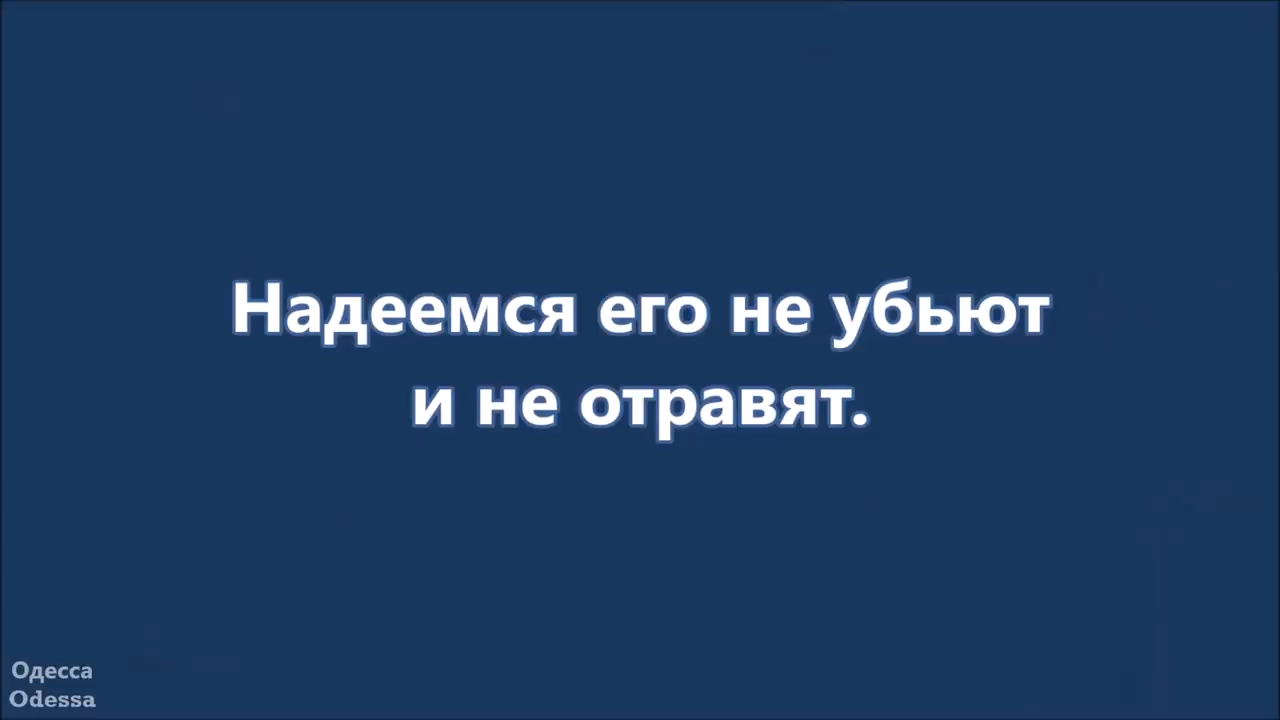 Надеемся его не убьют
и не отравят.
Одесса
Odessa